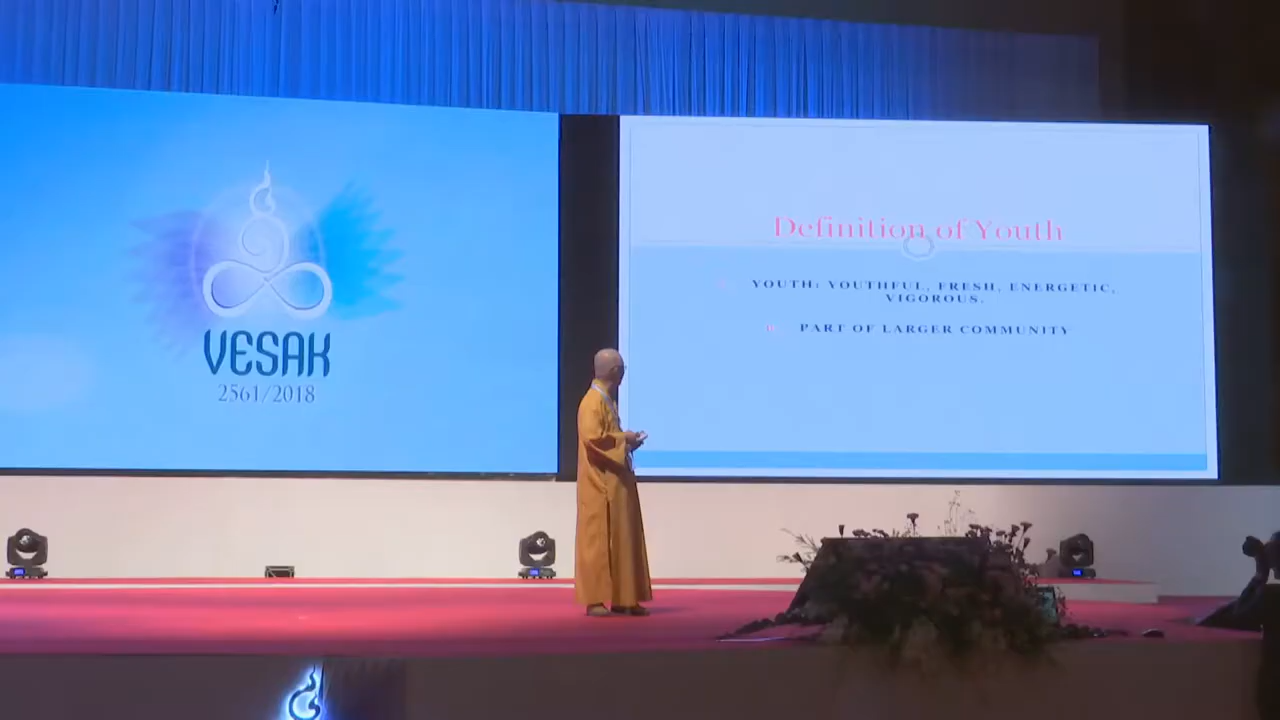 VESAK
2561/2018
Definition of Youth
YOUTH: YOUTHFUL, FRESH, ENERGETIC,
VIGOROUS.
PART OF LARGER COMMUNITY